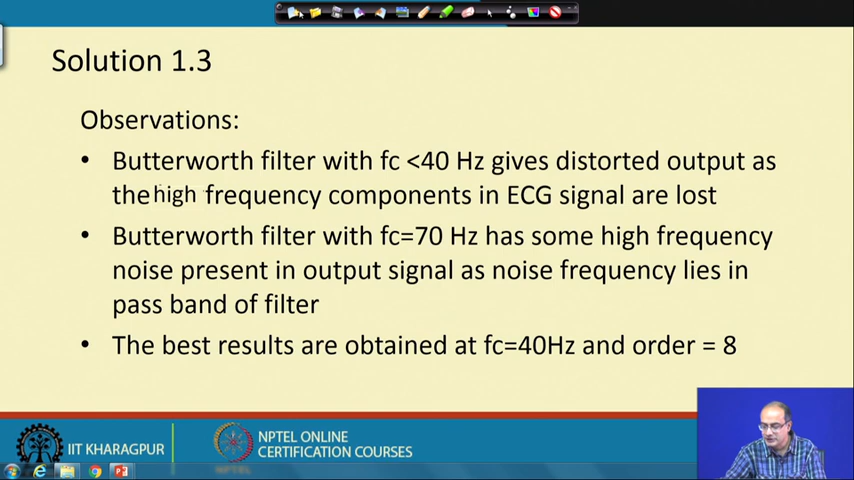 Solution 1.3
Observations:
• Butterworth filter with fc <40 Hz gives distorted output as
the high frequency components in ECG signal are lost
• Butterworth filter with fc=70 Hz has some high frequency
noise present in output signal as noise frequency lies in
pass band of filter
• The best results are obtained at fc=40Hz and order = 8
IIT KHARAGPUR
NPTEL ONLINE
CERTIFICATION COURSES
NPTEL